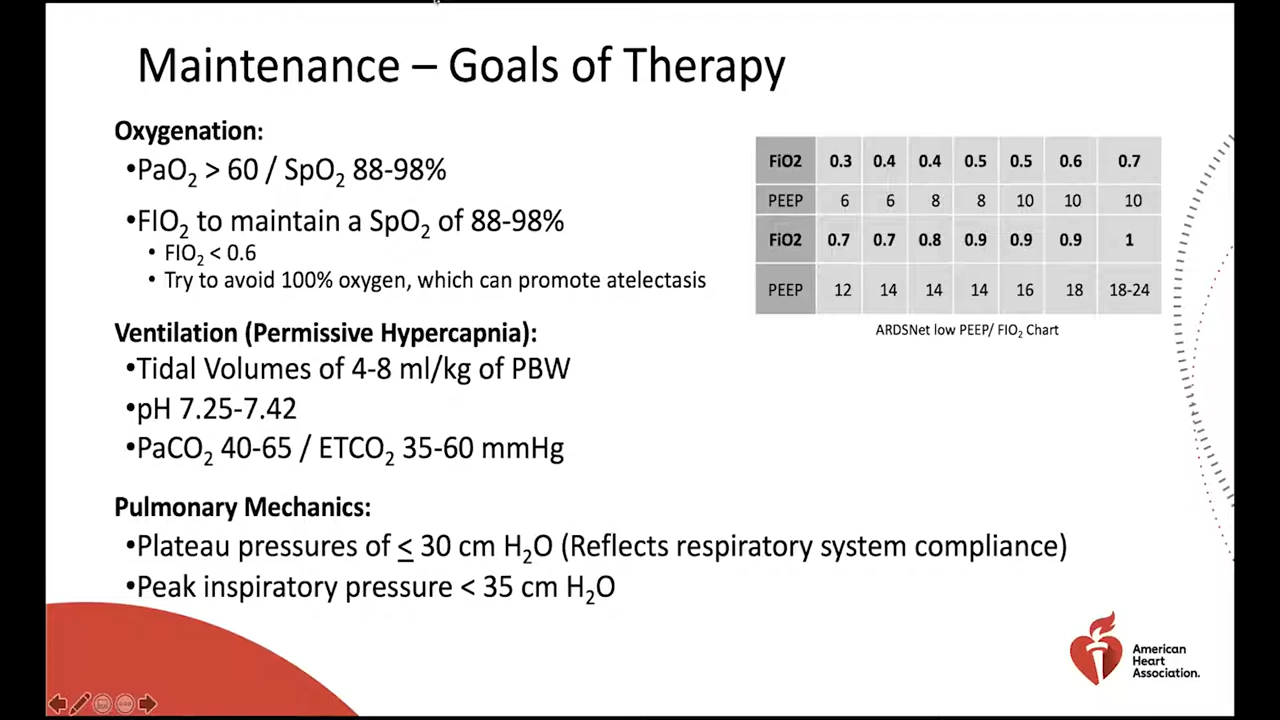 Maintenance – Goals of Therapy
Oxygenation:
•PaO₂ > 60 / SpO₂ 88-98%
•FIO₂ to maintain a SpO₂ of 88-98%
• FIO₂ < 0.6
• Try to avoid 100% oxygen, which can promote atelectasis
Ventilation (Permissive Hypercapnia):
•Tidal Volumes of 4-8 ml/kg of PBW
•pH 7.25-7.42
•PaCO₂ 40-65 / ETCO₂ 35-60 mmHg
Pulmonary Mechanics:
•Plateau pressures of ≤ 30 cm H₂O (Reflects respiratory system compliance)
•Peak inspiratory pressure < 35 cm H₂O
FiO2 0.3 0.4 0.4 0.5 0.5 0.6 0.7
PEEP 6 6 8 8 10 10 10
FiO2 0.7 0.7 0.8 0.9 0.9 0.9 1
PEEP 12 14 14 14 16 18 18-24
ARDSNet low PEEP/ FIO₂ Chart
American
Heart
Association.